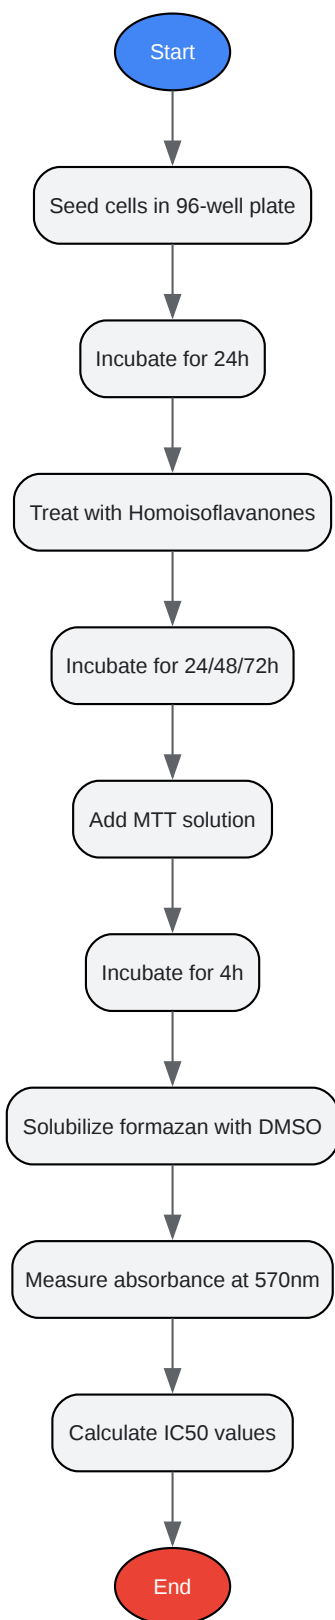 Start
Seed cells in 96-well plate
Incubate for 24h
Treat with Homoisoflavanones
Incubate for 24/48/72h
Add MTT solution
Incubate for 4h
Solubilize formazan with DMSO
Measure absorbance at 570nm
Calculate IC50 values
End